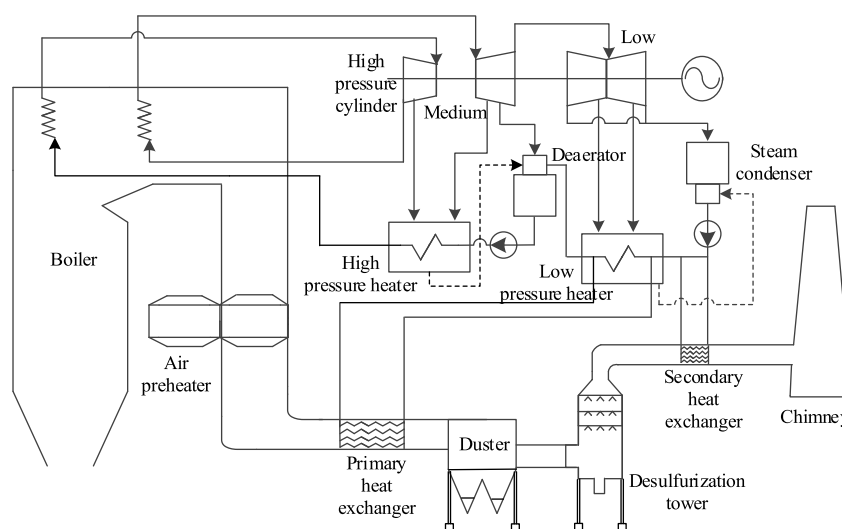 Low
High
pressure
cylinder
Medium
Deaerator
Steam
condenser
Boiler
High
pressure heater
Low
pressure heater
Air
preheater
Secondary
heat
exchanger
Chimney
Duster
Primary
heat
exchanger
Desulfurization
tower